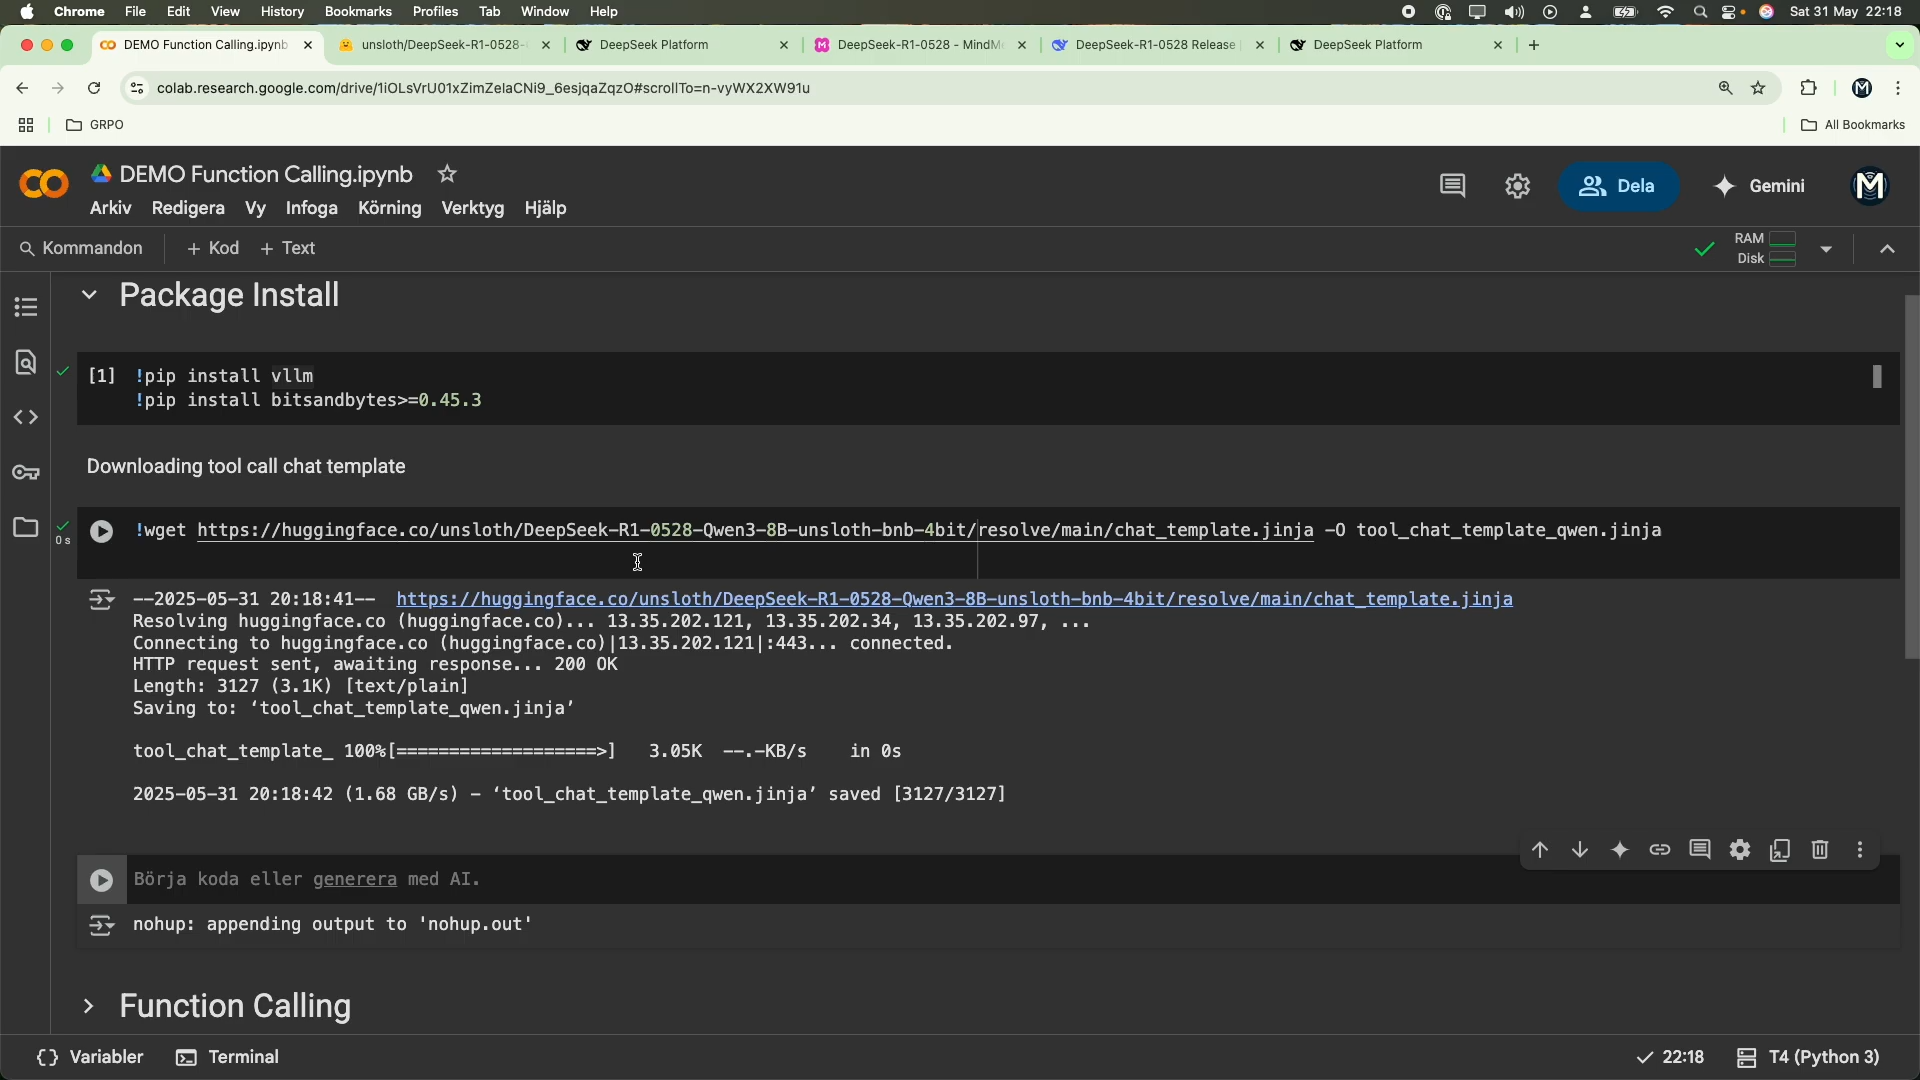 Chrome File Edit View History Bookmarks Profiles Tab Window Help Sat 31 May 22:18
DEMO Function Calling.ipynb unsloth/DeepSeek-R1-0528- DeepSeek Platform DeepSeek-R1-0528 - MindM DeepSeek-R1-0528 Release DeepSeek Platform
colab.research.google.com/drive/1iOLsVrU01xZimZelaCNi9_6esjqaZqzO#scrollTo=n-vyWX2XW91u
GRPO All Bookmarks
DEMO Function Calling.ipynb
Dela Gemini
Arkiv Redigera Vy Infoga Körning Verktyg Hjälp
Kommandon + Kod + Text RAM
Disk
Package Install
[1] !pip install vllm
!pip install bitsandbytes>=0.45.3
Downloading tool call chat template
!wget https://huggingface.co/unsloth/DeepSeek-R1-0528-Qwen3-8B-unsloth-bnb-4bit/resolve/main/chat_template.jinja -O tool_chat_template_qwen.jinja
0 s
--2025-05-31 20:18:41-- https://huggingface.co/unsloth/DeepSeek-R1-0528-Qwen3-8B-unsloth-bnb-4bit/resolve/main/chat_template.jinja
Resolving huggingface.co (huggingface.co)... 13.35.202.121, 13.35.202.34, 13.35.202.97, ...
Connecting to huggingface.co (huggingface.co)|13.35.202.121|:443... connected.
HTTP request sent, awaiting response... 200 OK
Length: 3127 (3.1K) [text/plain]
Saving to: ‘tool_chat_template_qwen.jinja’
tool_chat_template_ 100%[===================>] 3.05K --.-KB/s in 0s
2025-05-31 20:18:42 (1.68 GB/s) - ‘tool_chat_template_qwen.jinja’ saved [3127/3127]
Börja koda eller generera med AI.
nohup: appending output to 'nohup.out'
Function Calling
Variabler Terminal 22:18 T4 (Python 3)